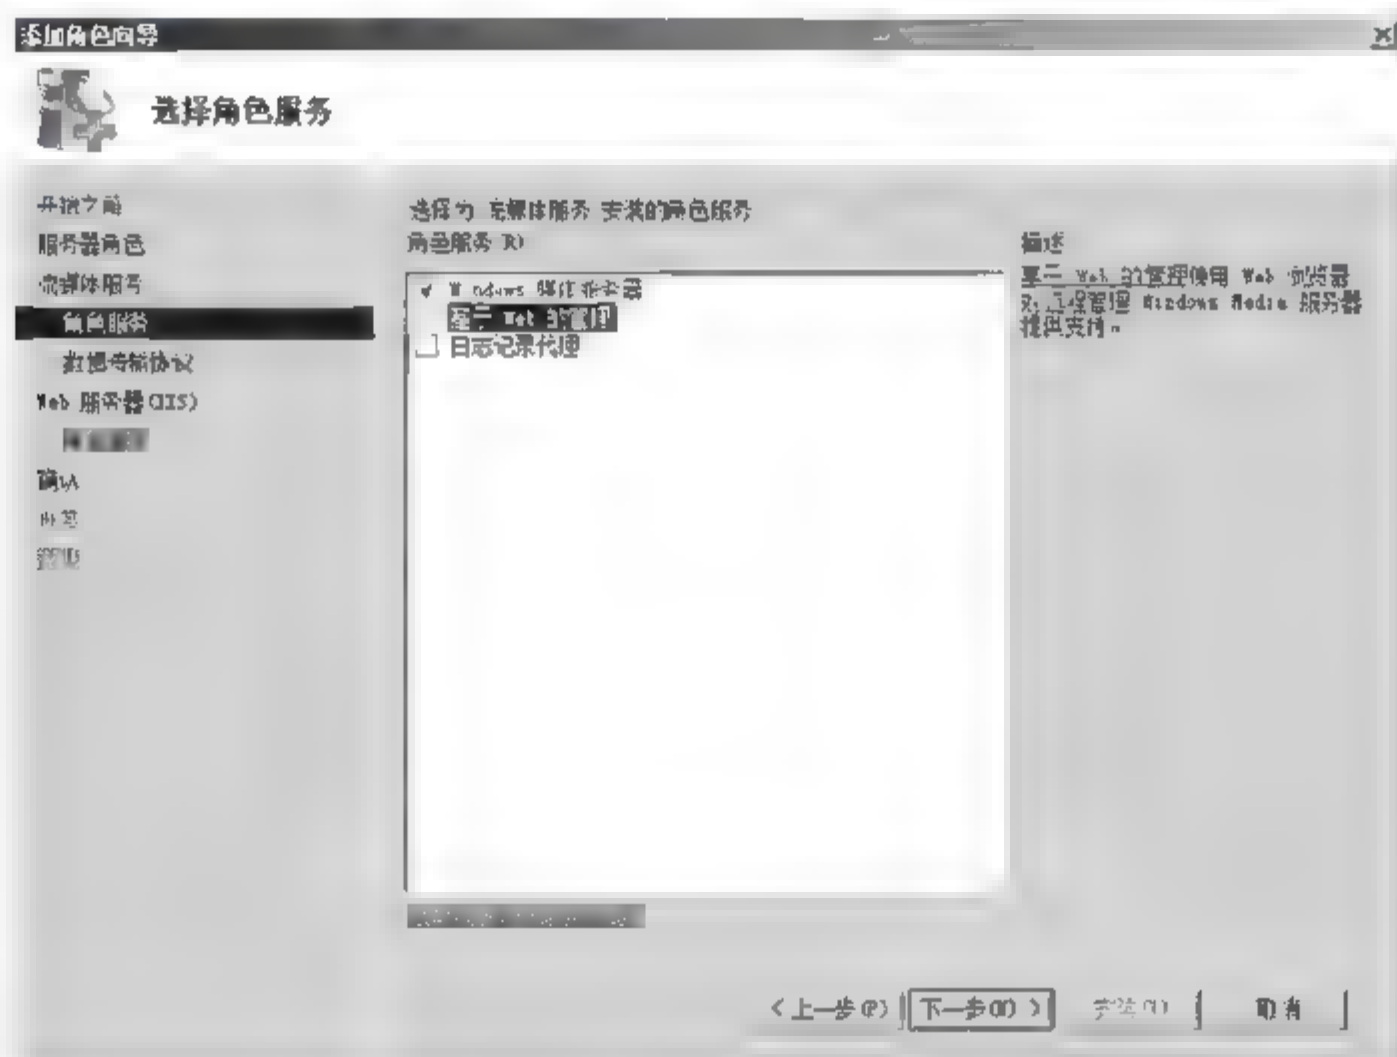 添加角色向导
选择角色服务
开始之前
服务器角色
流媒体服务
角色服务
数据传输协议
Web 服务器(IIS)
确认
选择为 流媒体服务 安装的角色服务
角色服务(R)
Windows 媒体服务器
基于 Web 的管理
日志记录代理
描述
基于 Web 的管理使用 Web 浏览器
对远程管理 Windows Media 服务器
提供支持。
<上一步(P)
下一步(N) >
安装(I)
取消